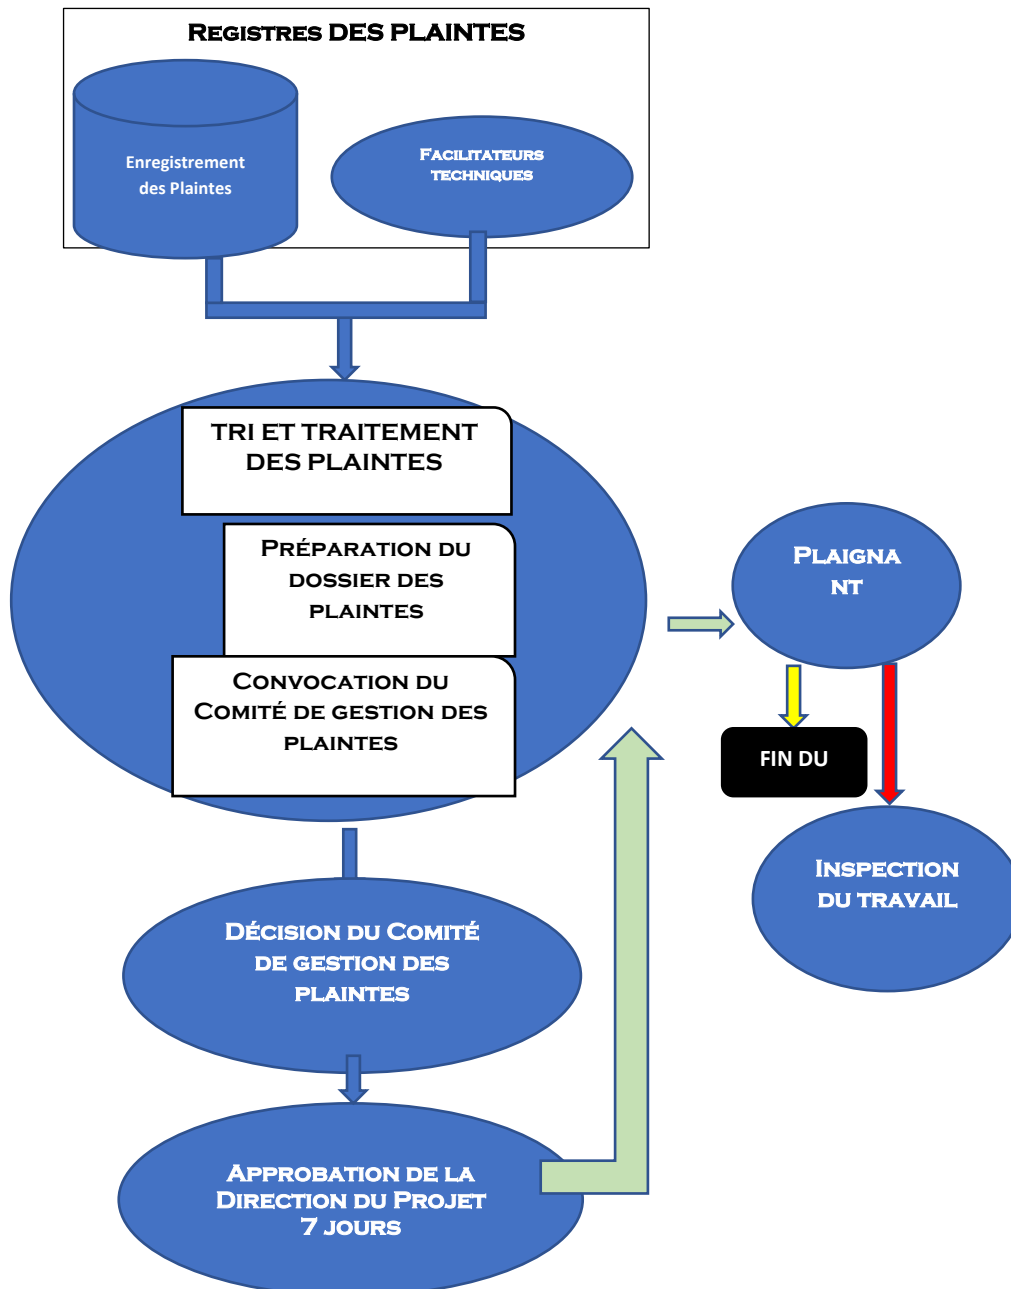 REGISTRES DES PLAINTES
Enregistrement
des Plaintes
FACILITATEURS
TECHNIQUES
TRI ET TRAITEMENT
DES PLAINTES
PRÉPARATION DU
DOSSIER DES
PLAINTES
CONVOCATION DU
COMITÉ DE GESTION DES
PLAINTES
PLAIGNA
NT
FIN DU
INSPECTION
DU TRAVAIL
DÉCISION DU COMITÉ
DE GESTION DES
PLAINTES
APPROBATION DE LA
DIRECTION DU PROJET
7 JOURS